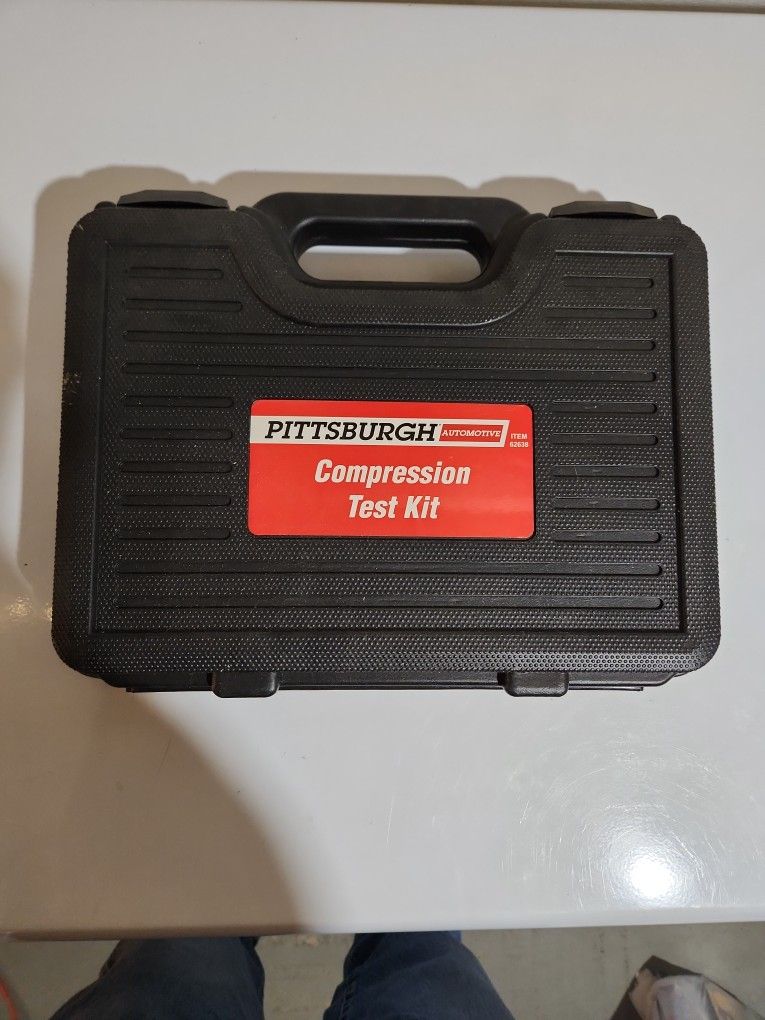 PITTSBURGH AUTOMOTIVE
ITEM
62638
Compression
Test Kit